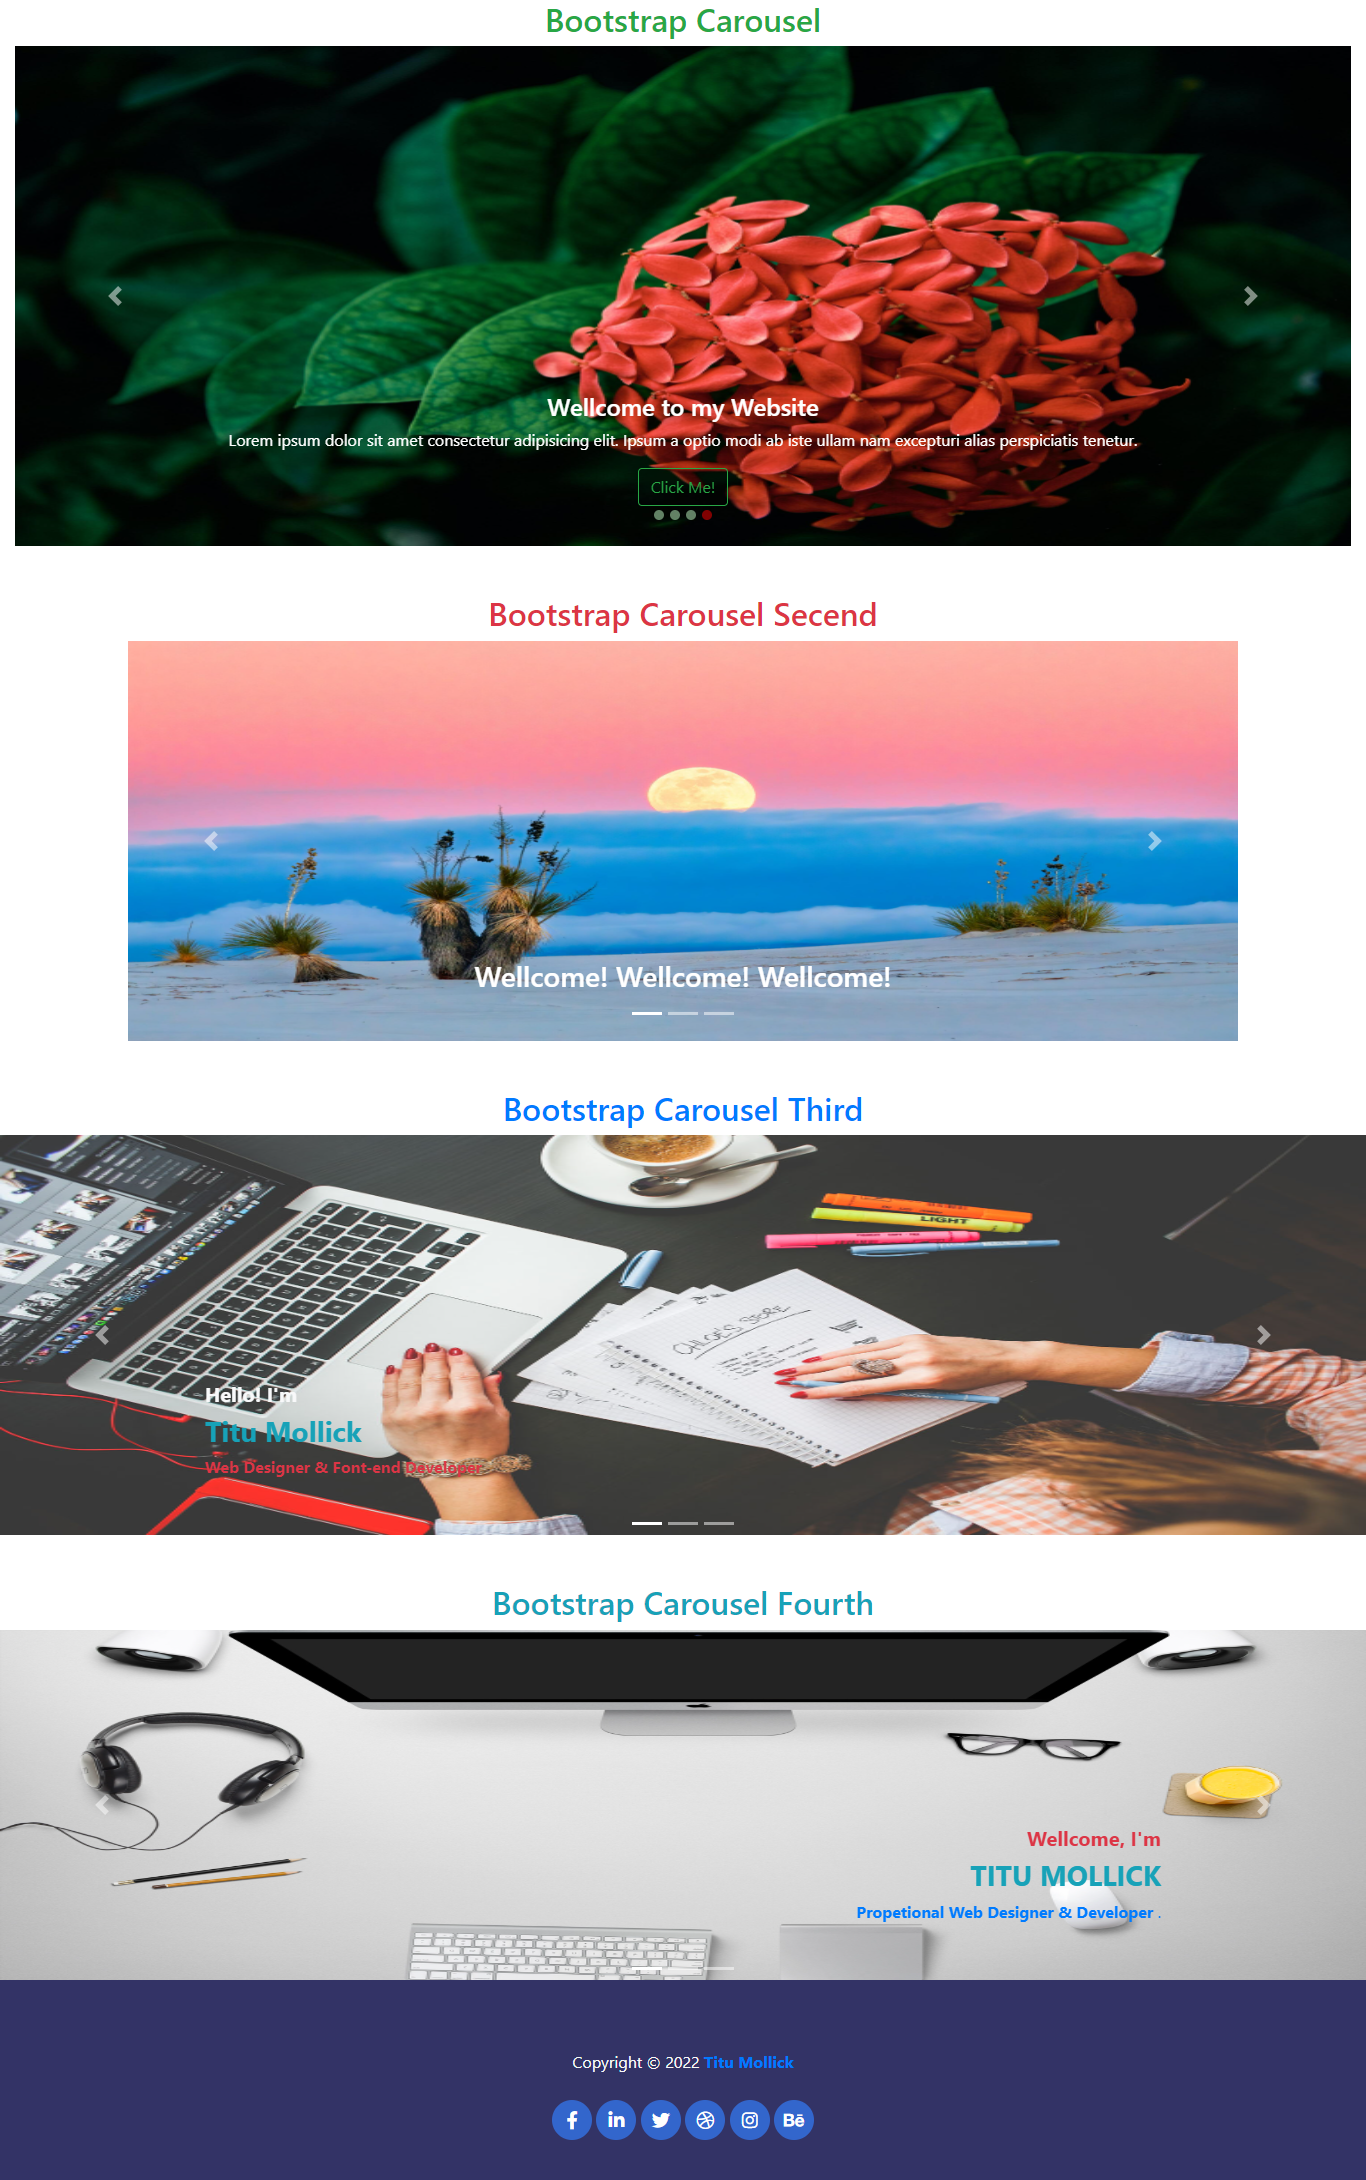 Bootstrap Carousel
Wellcome to my Website
Lorem ipsum dolor sit amet consectetur adipisicing elit. Ipsum a optio modi ab iste ullam nam excepturi alias perspiciatis tenetur.
Click Me!
Bootstrap Carousel Secend
Wellcome! Wellcome! Wellcome!
Bootstrap Carousel Third
LIGHT
CHLOE'S STORE
Hello! I'm
Titu Mollick
Web Designer & Font-end Developer
Bootstrap Carousel Fourth
Wellcome, I'm
TITU MOLLICK
Propetional Web Designer & Developer .
Copyright © 2022 Titu Mollick
Bē